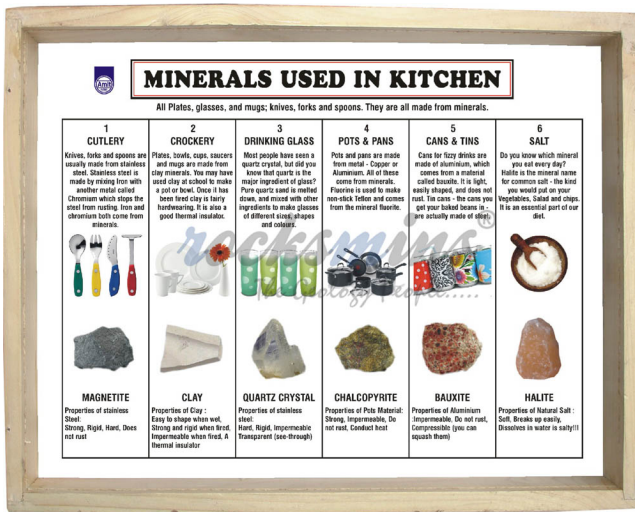 Amit
MINERALS USED IN KITCHEN
All Plates, glasses, and mugs; knives, forks and spoons. They are all made from minerals.
1
CUTLERY
Knives, forks and spoons are
usually made from stainless
steel. Stainless steel is
made by mixing Iron with
another metal called
Chromium which stops the
steel from rusting. Iron and
chromium both come from
minerals.
MAGNETITE
Properties of stainless
Steel:
Strong, Rigid, Hard, Does
not rust
2
CROCKERY
Plates, bowls, cups, saucers
and mugs are made from
clay minerals. You may have
used clay at school to make
a pot or bowl. Once it has
been fired clay is fairly
hardwearing. It is also a
good thermal insulator.
CLAY
Properties of Clay :
Easy to shape when wet,
Strong and rigid when fired,
Impermeable when fired, A
thermal insulator
3
DRINKING GLASS
Most people have seen a
quartz crystal, but did you
know that quartz is the
major ingredient of glass?
Pure quartz sand is melted
down, and mixed with other
ingredients to make glasses
of different sizes, shapes
and colours.
QUARTZ CRYSTAL
Properties of stainless
steel:
Hard, Rigid, Impermeable
Transparent (see-through)
4
POTS & PANS
Pots and pans are made
from metal - Copper or
Aluminium. All of these
come from minerals.
Fluorine is used to make
non-stick Teflon and comes
from the mineral fluorite.
CHALCOPYRITE
Properties of Pots Material:
Strong, Impermeable, Do
not rust, Conduct heat
5
CANS & TINS
Cans for fizzy drinks are
made of aluminium, which
comes from a material
called bauxite. It is light,
easily shaped, and does not
rust. Tin cans - the cans you
get your baked beans in -
are actually made of steel.
BAUXITE
Properties of Aluminium
:Impermeable, Do not rust,
Compressible (you can
squash them)
6
SALT
Do you know which mineral
you eat every day?
Halite is the mineral name
for common salt - the kind
you would put on your
Vegetables, Salad and chips.
It is an essential part of our
diet.
HALITE
Properties of Natural Salt :
Soft, Breaks up easily,
Dissolves in water is salty!!!
rocksmins®
The Geology People.....